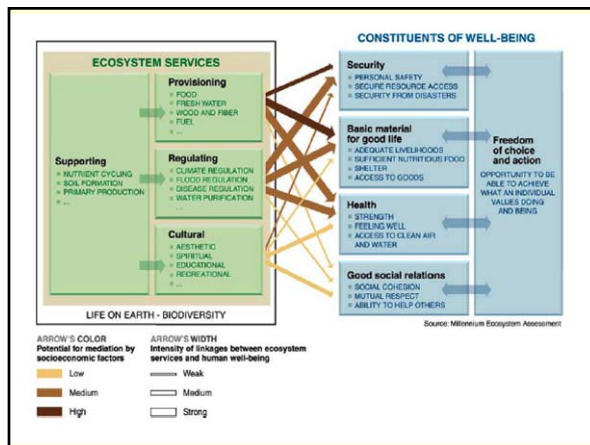 CONSTITUENTS OF WELL-BEING
ECOSYSTEM SERVICES
Supporting
NUTRIENT CYCLING
SOIL FORMATION
PRIMARY PRODUCTION
...
Provisioning
FOOD
FRESH WATER
WOOD AND FIBER
FUEL
...
Regulating
CLIMATE REGULATION
FLOOD REGULATION
DISEASE REGULATION
WATER PURIFICATION
...
Cultural
AESTHETIC
SPIRITUAL
EDUCATIONAL
RECREATIONAL
...
LIFE ON EARTH - BIODIVERSITY
Security
PERSONAL SAFETY
SECURE RESOURCE ACCESS
SECURITY FROM DISASTERS
Basic material
for good life
ADEQUATE LIVELIHOODS
SUFFICIENT NUTRITIOUS FOOD
SHELTER
ACCESS TO GOODS
Health
STRENGTH
FEELING WELL
ACCESS TO CLEAN AIR
AND WATER
Good social relations
SOCIAL COHESION
MUTUAL RESPECT
ABILITY TO HELP OTHERS
Freedom
of choice
and action
OPPORTUNITY TO BE
ABLE TO ACHIEVE
WHAT AN INDIVIDUAL
VALUES DOING
AND BEING
Source: Millennium Ecosystem Assessment
ARROW'S COLOR
Potential for mediation by
socioeconomic factors
Low
Medium
High
ARROW'S WIDTH
Intensity of linkages between ecosystem
services and human well-being
Weak
Medium
Strong